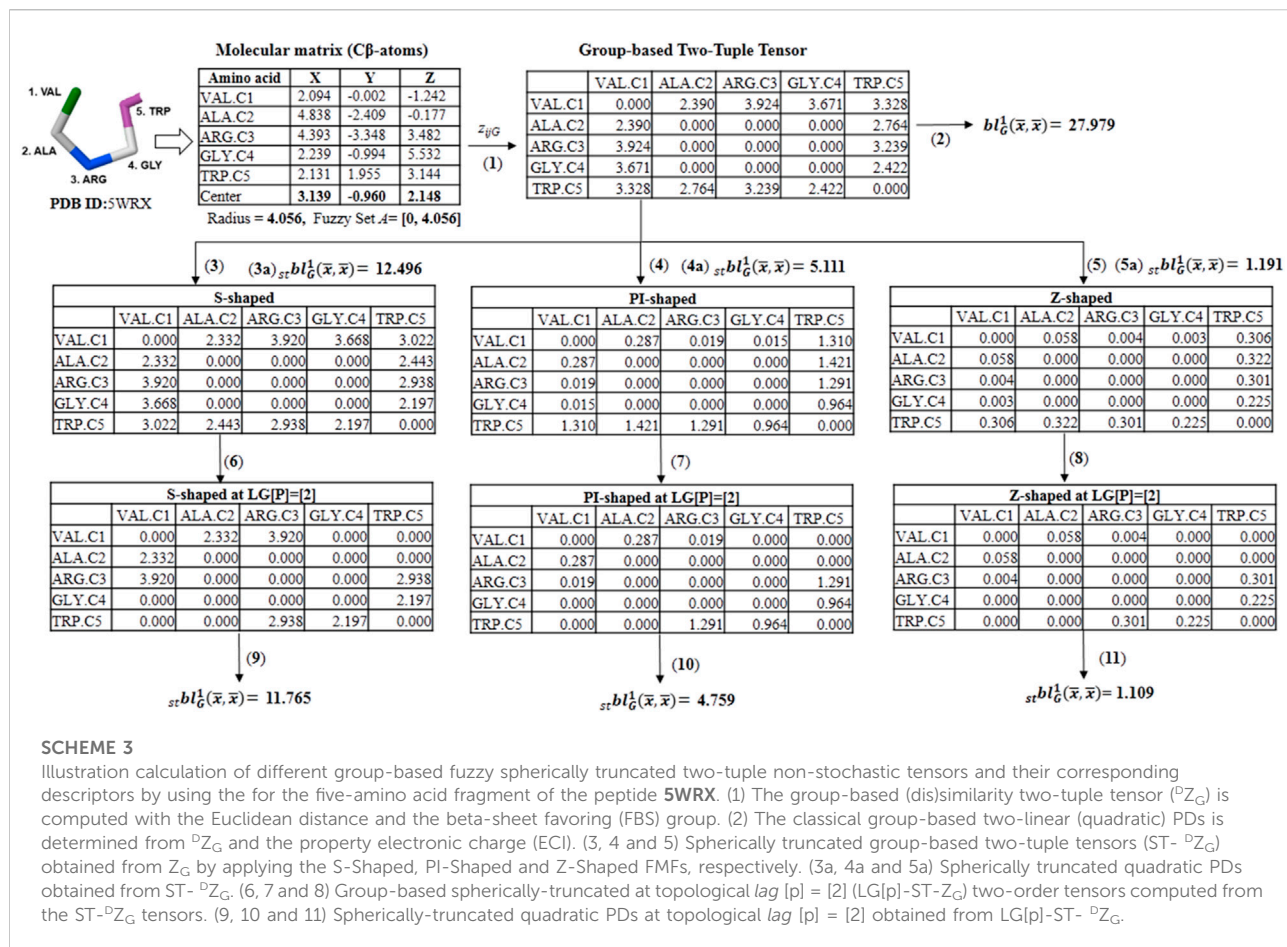 Molecular matrix (Cβ-atoms)
Group-based Two-Tuple Tensor
1. VAL
2. ALA
3. ARG
4. GLY
5. TRP
PDB ID:5WRX
Amino acid X Y Z
VAL.C1 2.094 -0.002 -1.242
ALA.C2 4.838 -2.409 -0.177
ARG.C3 4.393 -3.348 3.482
GLY.C4 2.239 -0.994 5.532
TRP.C5 2.131 1.955 3.144
Center 3.139 -0.960 2.148
Radius = 4.056, Fuzzy Set A= [0, 4.056]
z_ijG
(1)
VAL.C1 ALA.C2 ARG.C3 GLY.C4 TRP.C5
VAL.C1 0.000 2.390 3.924 3.671 3.328
ALA.C2 2.390 0.000 0.000 0.000 2.764
ARG.C3 3.924 0.000 0.000 0.000 3.239
GLY.C4 3.671 0.000 0.000 0.000 2.422
TRP.C5 3.328 2.764 3.239 2.422 0.000
(2)
bl¹_G(x̄, x̄) = 27.979
(3) (3a) _st bl¹_G(x̄, x̄) = 12.496
S-shaped
VAL.C1 ALA.C2 ARG.C3 GLY.C4 TRP.C5
VAL.C1 0.000 2.332 3.920 3.668 3.022
ALA.C2 2.332 0.000 0.000 0.000 2.443
ARG.C3 3.920 0.000 0.000 0.000 2.938
GLY.C4 3.668 0.000 0.000 0.000 2.197
TRP.C5 3.022 2.443 2.938 2.197 0.000
(4) (4a) _st bl¹_G(x̄, x̄) = 5.111
PI-shaped
VAL.C1 ALA.C2 ARG.C3 GLY.C4 TRP.C5
VAL.C1 0.000 0.287 0.019 0.015 1.310
ALA.C2 0.287 0.000 0.000 0.000 1.421
ARG.C3 0.019 0.000 0.000 0.000 1.291
GLY.C4 0.015 0.000 0.000 0.000 0.964
TRP.C5 1.310 1.421 1.291 0.964 0.000
(5) (5a) _st bl¹_G(x̄, x̄) = 1.191
Z-shaped
VAL.C1 ALA.C2 ARG.C3 GLY.C4 TRP.C5
VAL.C1 0.000 0.058 0.004 0.003 0.306
ALA.C2 0.058 0.000 0.000 0.000 0.322
ARG.C3 0.004 0.000 0.000 0.000 0.301
GLY.C4 0.003 0.000 0.000 0.000 0.225
TRP.C5 0.306 0.322 0.301 0.225 0.000
(6)
S-shaped at LG[P]=[2]
VAL.C1 ALA.C2 ARG.C3 GLY.C4 TRP.C5
VAL.C1 0.000 2.332 3.920 0.000 0.000
ALA.C2 2.332 0.000 0.000 0.000 0.000
ARG.C3 3.920 0.000 0.000 0.000 2.938
GLY.C4 0.000 0.000 0.000 0.000 2.197
TRP.C5 0.000 0.000 2.938 2.197 0.000
(9)
_st bl¹_G(x̄, x̄) = 11.765
(7)
PI-shaped at LG[P]=[2]
VAL.C1 ALA.C2 ARG.C3 GLY.C4 TRP.C5
VAL.C1 0.000 0.287 0.019 0.000 0.000
ALA.C2 0.287 0.000 0.000 0.000 0.000
ARG.C3 0.019 0.000 0.000 0.000 1.291
GLY.C4 0.000 0.000 0.000 0.000 0.964
TRP.C5 0.000 0.000 1.291 0.964 0.000
(10)
_st bl¹_G(x̄, x̄) = 4.759
(8)
Z-shaped at LG[P]=[2]
VAL.C1 ALA.C2 ARG.C3 GLY.C4 TRP.C5
VAL.C1 0.000 0.058 0.004 0.000 0.000
ALA.C2 0.058 0.000 0.000 0.000 0.000
ARG.C3 0.004 0.000 0.000 0.000 0.301
GLY.C4 0.000 0.000 0.000 0.000 0.225
TRP.C5 0.000 0.000 0.301 0.225 0.000
(11)
_st bl¹_G(x̄, x̄) = 1.109
SCHEME 3
Illustration calculation of different group-based fuzzy spherically truncated two-tuple non-stochastic tensors and their corresponding
descriptors by using the for the five-amino acid fragment of the peptide 5WRX. (1) The group-based (dis)similarity two-tuple tensor (ᴰZ_G) is
computed with the Euclidean distance and the beta-sheet favoring (FBS) group. (2) The classical group-based two-linear (quadratic) PDs is
determined from ᴰZ_G and the property electronic charge (ECI). (3, 4 and 5) Spherically truncated group-based two-tuple tensors (ST- ᴰZ_G)
obtained from Z_G by applying the S-Shaped, PI-Shaped and Z-Shaped FMFs, respectively. (3a, 4a and 5a) Spherically truncated quadratic PDs
obtained from ST- ᴰZ_G. (6, 7 and 8) Group-based spherically-truncated at topological lag [p] = [2] (LG[p]-ST-Z_G) two-order tensors computed from
the ST-ᴰZ_G tensors. (9, 10 and 11) Spherically-truncated quadratic PDs at topological lag [p] = [2] obtained from LG[p]-ST- ᴰZ_G.